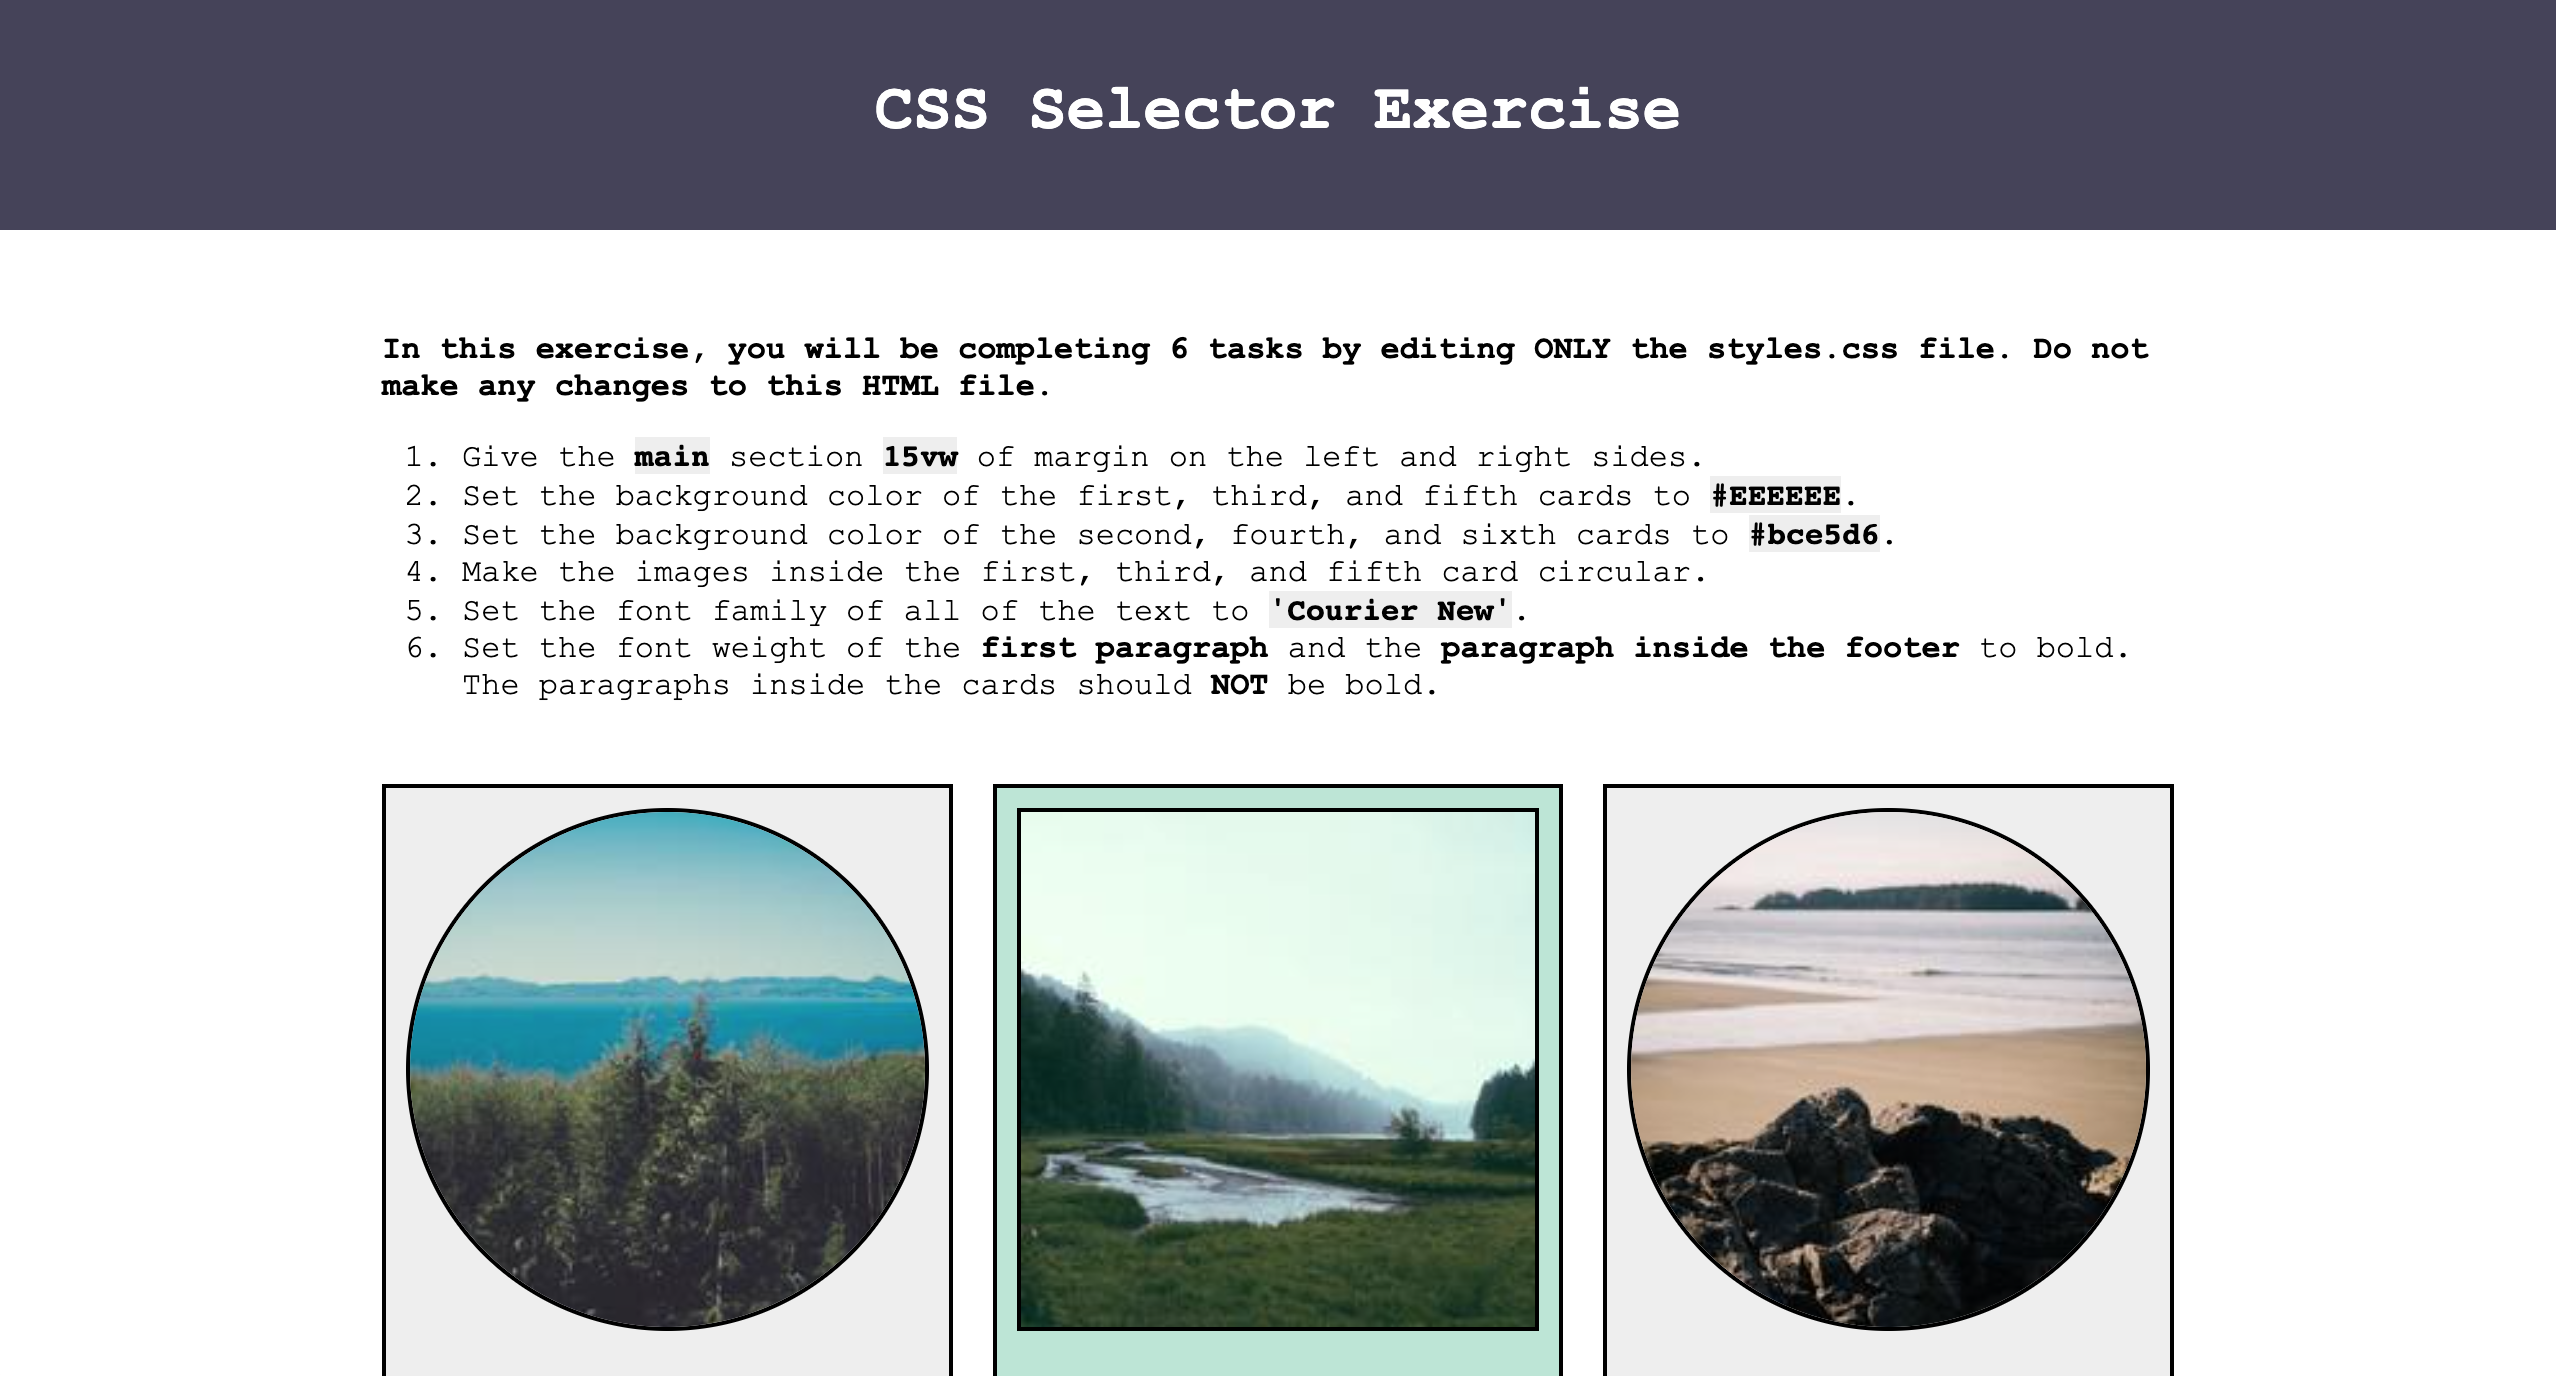 CSS Selector Exercise
In this exercise, you will be completing 6 tasks by editing ONLY the styles.css file. Do not
make any changes to this HTML file.
1. Give the main section 15vw of margin on the left and right sides.
2. Set the background color of the first, third, and fifth cards to #EEEEEE.
3. Set the background color of the second, fourth, and sixth cards to #bce5d6.
4. Make the images inside the first, third, and fifth card circular.
5. Set the font family of all of the text to 'Courier New'.
6. Set the font weight of the first paragraph and the paragraph inside the footer to bold.
The paragraphs inside the cards should NOT be bold.